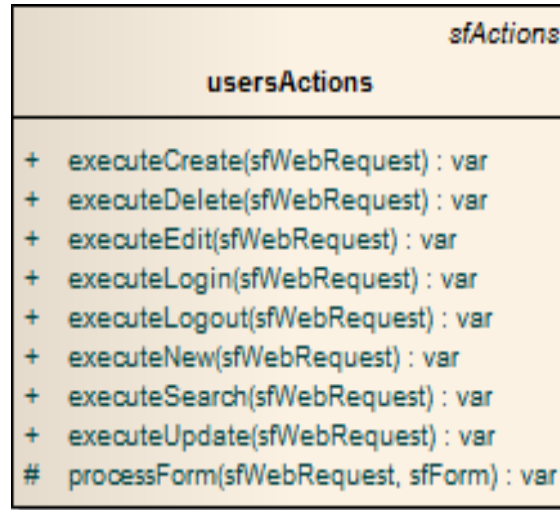 sfActions
usersActions
+ executeCreate(sfWebRequest) : var
+ executeDelete(sfWebRequest) : var
+ executeEdit(sfWebRequest) : var
+ executeLogin(sfWebRequest) : var
+ executeLogout(sfWebRequest) : var
+ executeNew(sfWebRequest) : var
+ executeSearch(sfWebRequest) : var
+ executeUpdate(sfWebRequest) : var
# processForm(sfWebRequest, sfForm) : var